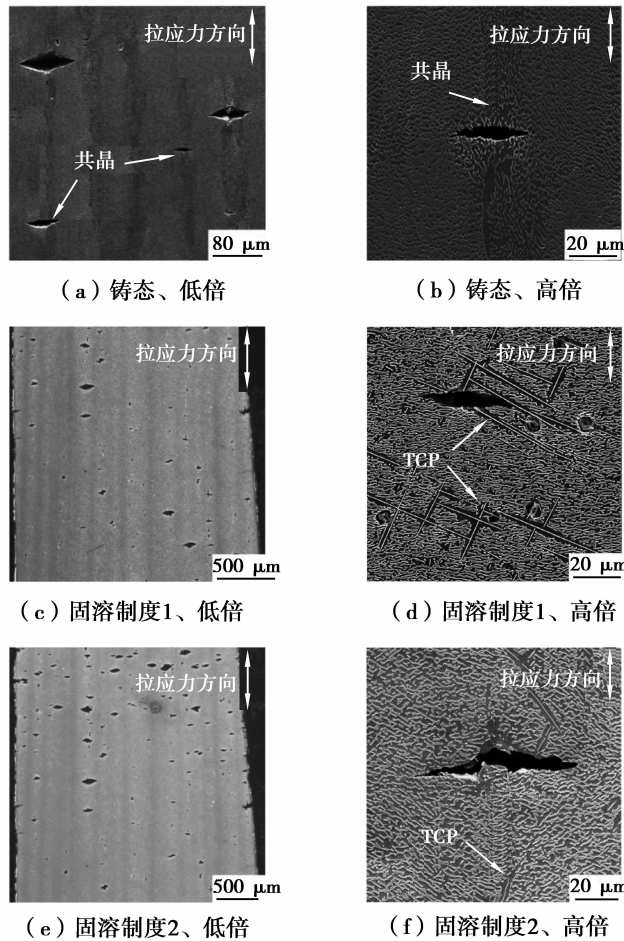 拉应力方向
共晶
80 μm
拉应力方向
共晶
20 μm
(a)铸态、低倍
(b)铸态、高倍
拉应力方向
500 μm
拉应力方向
TCP
20 μm
(c)固溶制度1、低倍
(d)固溶制度1、高倍
拉应力方向
500 μm
拉应力方向
TCP
20 μm
(e)固溶制度2、低倍
(f)固溶制度2、高倍